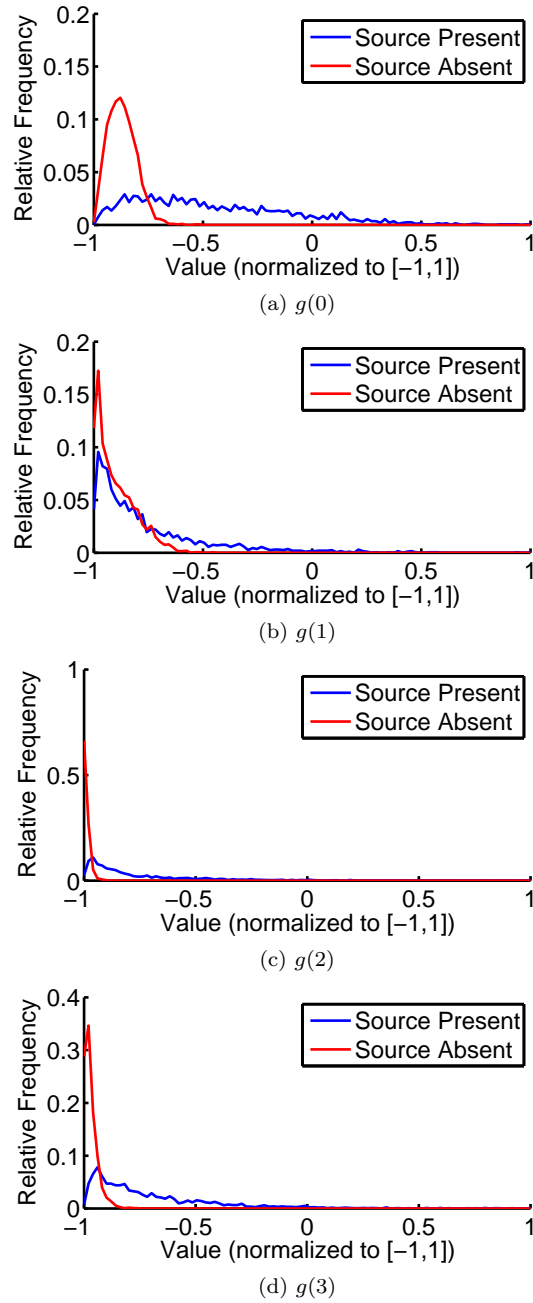 0.2
Source Present
Source Absent
0.15
0.1
0.05
0
−1
−0.5
0
0.5
1
Relative Frequency
Value (normalized to [−1,1])
(a) g(0)
0.2
Source Present
Source Absent
0.15
0.1
0.05
0
−1
−0.5
0
0.5
1
Relative Frequency
Value (normalized to [−1,1])
(b) g(1)
1
Source Present
Source Absent
0.5
0
−1
−0.5
0
0.5
1
Relative Frequency
Value (normalized to [−1,1])
(c) g(2)
0.4
Source Present
Source Absent
0.3
0.2
0.1
0
−1
−0.5
0
0.5
1
Relative Frequency
Value (normalized to [−1,1])
(d) g(3)